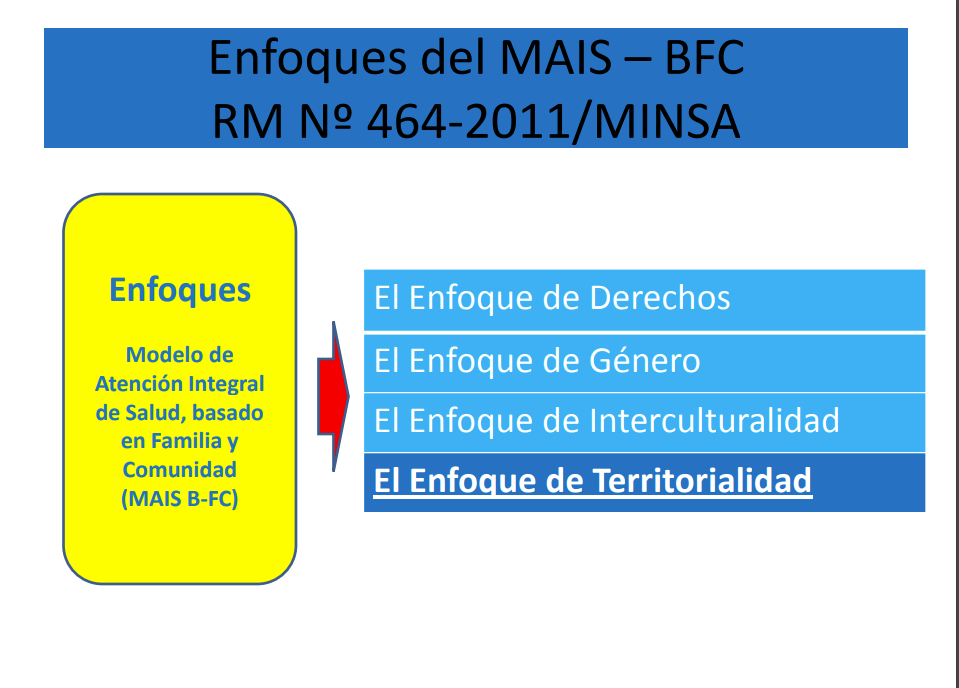 Enfoques del MAIS – BFC
RM Nº 464-2011/MINSA
Enfoques
Modelo de
Atención Integral
de Salud, basado
en Familia y
Comunidad
(MAIS B-FC)
El Enfoque de Derechos
El Enfoque de Género
El Enfoque de Interculturalidad
El Enfoque de Territorialidad